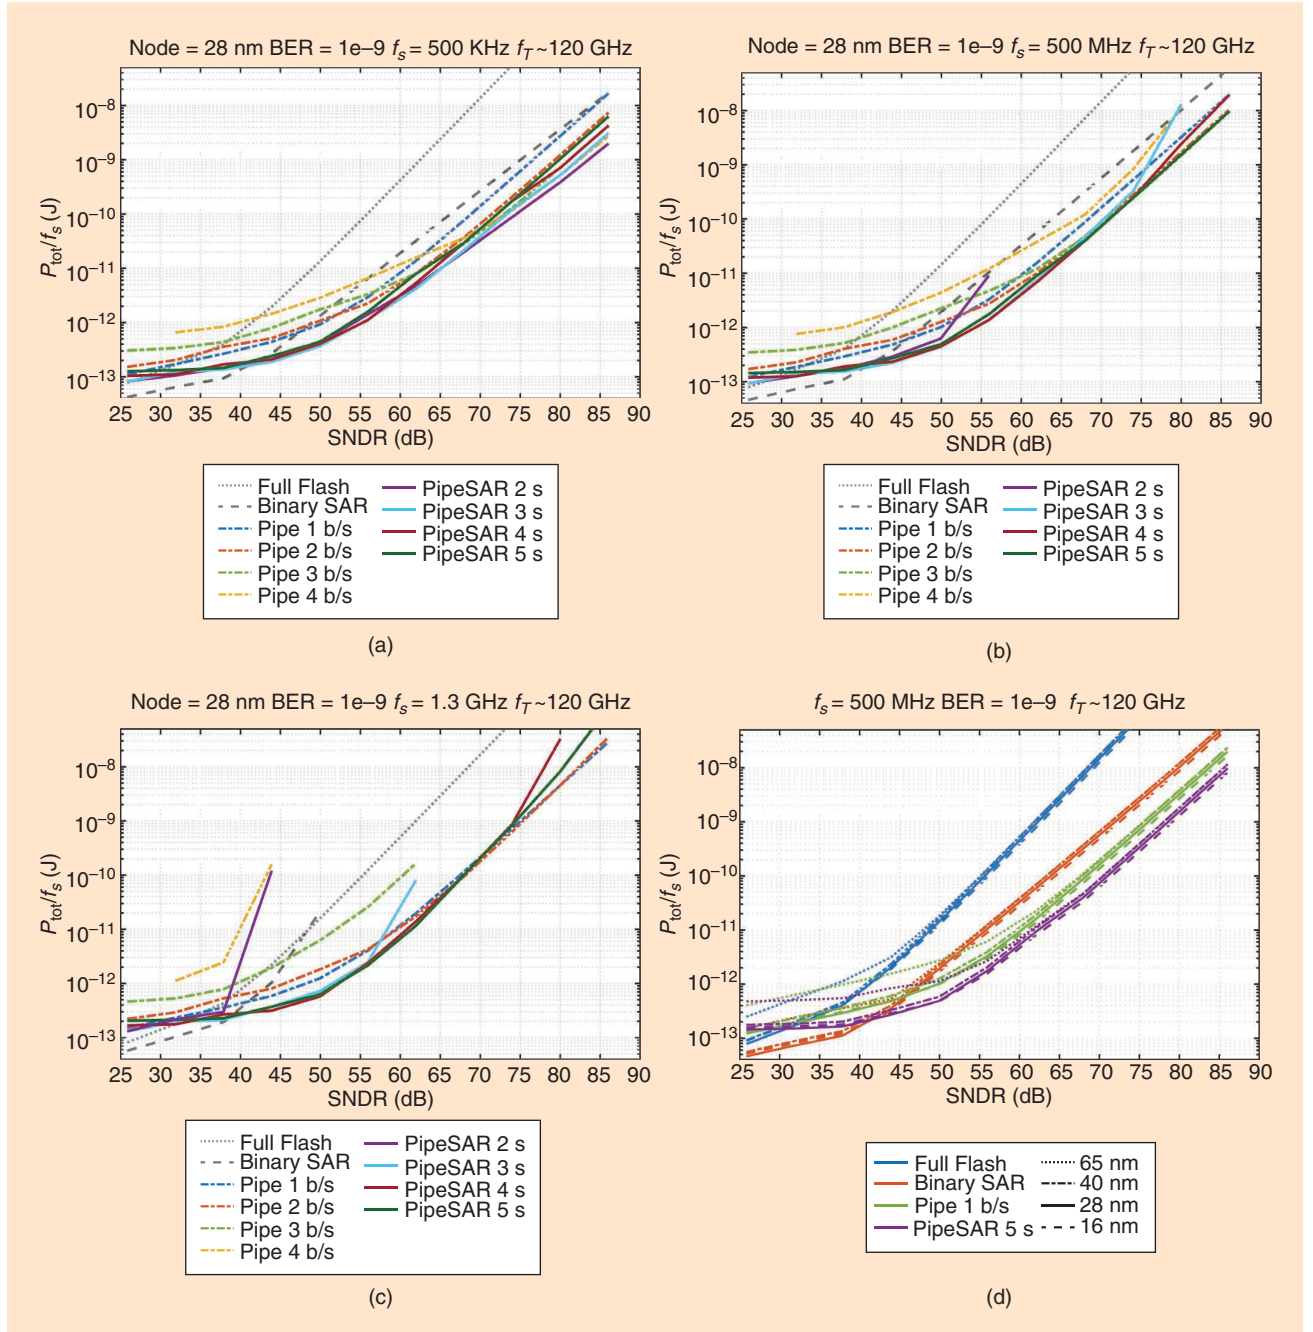 Node = 28 nm BER = 1e–9 fs = 500 KHz fT ~120 GHz
10–8
10–9
10–10
10–11
10–12
10–13
Ptot/fs (J)
25 30 35 40 45 50 55 60 65 70 75 80 85 90
SNDR (dB)
Full Flash
Binary SAR
Pipe 1 b/s
Pipe 2 b/s
Pipe 3 b/s
Pipe 4 b/s
PipeSAR 2 s
PipeSAR 3 s
PipeSAR 4 s
PipeSAR 5 s
(a)
Node = 28 nm BER = 1e–9 fs = 500 MHz fT ~120 GHz
10–8
10–9
10–10
10–11
10–12
10–13
Ptot/fs (J)
25 30 35 40 45 50 55 60 65 70 75 80 85 90
SNDR (dB)
Full Flash
Binary SAR
Pipe 1 b/s
Pipe 2 b/s
Pipe 3 b/s
Pipe 4 b/s
PipeSAR 2 s
PipeSAR 3 s
PipeSAR 4 s
PipeSAR 5 s
(b)
Node = 28 nm BER = 1e–9 fs = 1.3 GHz fT ~120 GHz
10–8
10–9
10–10
10–11
10–12
10–13
Ptot/fs (J)
25 30 35 40 45 50 55 60 65 70 75 80 85 90
SNDR (dB)
Full Flash
Binary SAR
Pipe 1 b/s
Pipe 2 b/s
Pipe 3 b/s
Pipe 4 b/s
PipeSAR 2 s
PipeSAR 3 s
PipeSAR 4 s
PipeSAR 5 s
(c)
fs = 500 MHz BER = 1e–9 fT ~120 GHz
10–8
10–9
10–10
10–11
10–12
10–13
Ptot/fs (J)
25 30 35 40 45 50 55 60 65 70 75 80 85 90
SNDR (dB)
Full Flash
Binary SAR
Pipe 1 b/s
PipeSAR 5 s
65 nm
40 nm
28 nm
16 nm
(d)